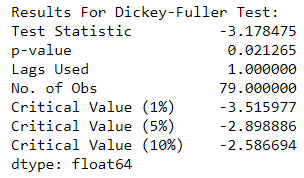 Results For Dickey-Fuller Test:
Test Statistic -3.178475
p-value 0.021265
Lags Used 1.000000
No. of Obs 79.000000
Critical Value (1%) -3.515977
Critical Value (5%) -2.898886
Critical Value (10%) -2.586694
dtype: float64